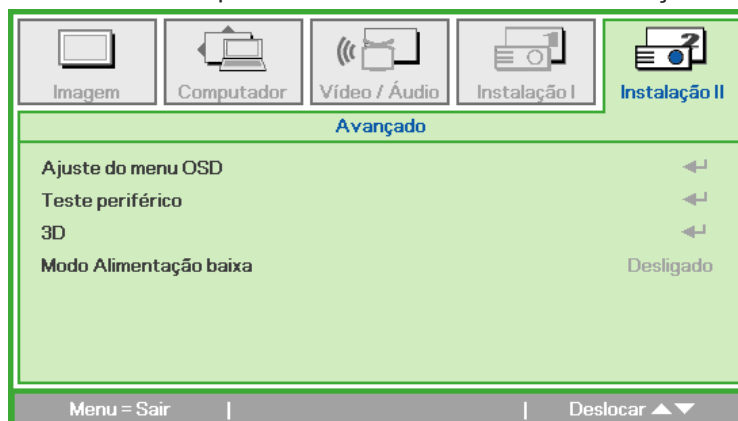 Imagem Computador Vídeo / Áudio Instalação I Instalação II
Avançado
Ajuste do menu OSD
Teste periférico
3D
Modo Alimentação baixa Desligado
Menu = Sair | | Deslocar ▲▼